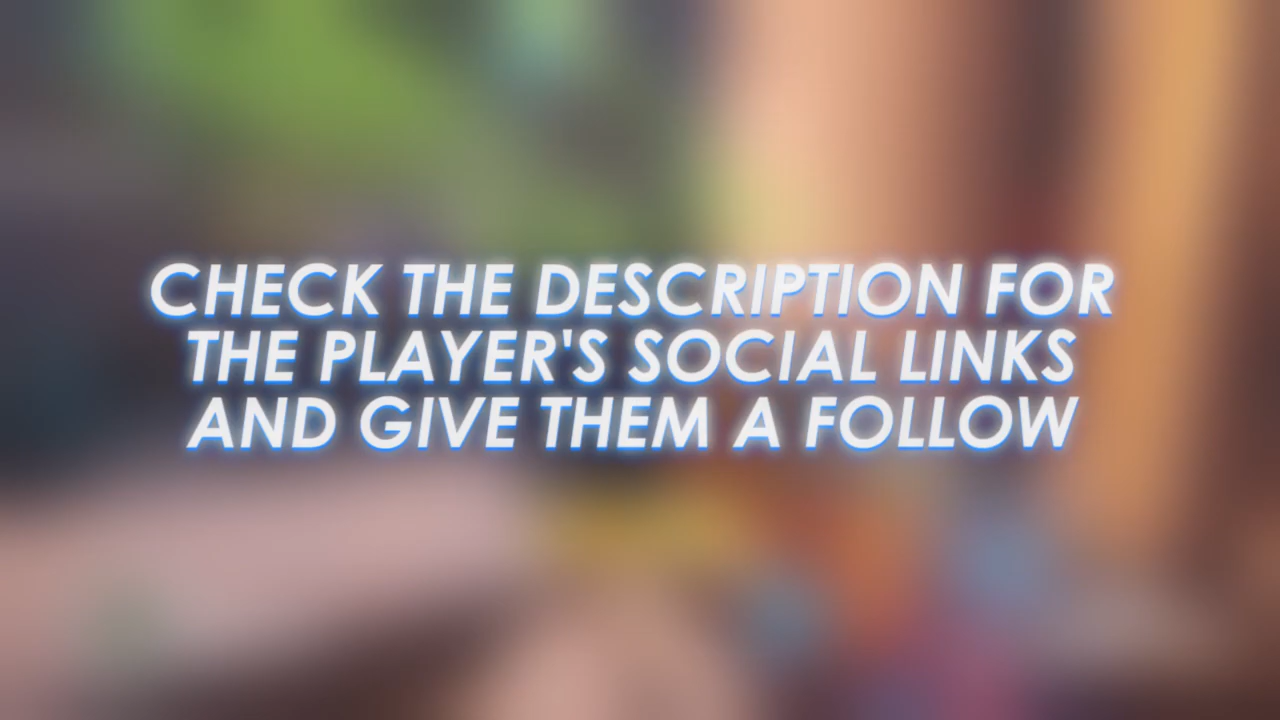 CHECK THE DESCRIPTION FOR
THE PLAYER'S SOCIAL LINKS
AND GIVE THEM A FOLLOW